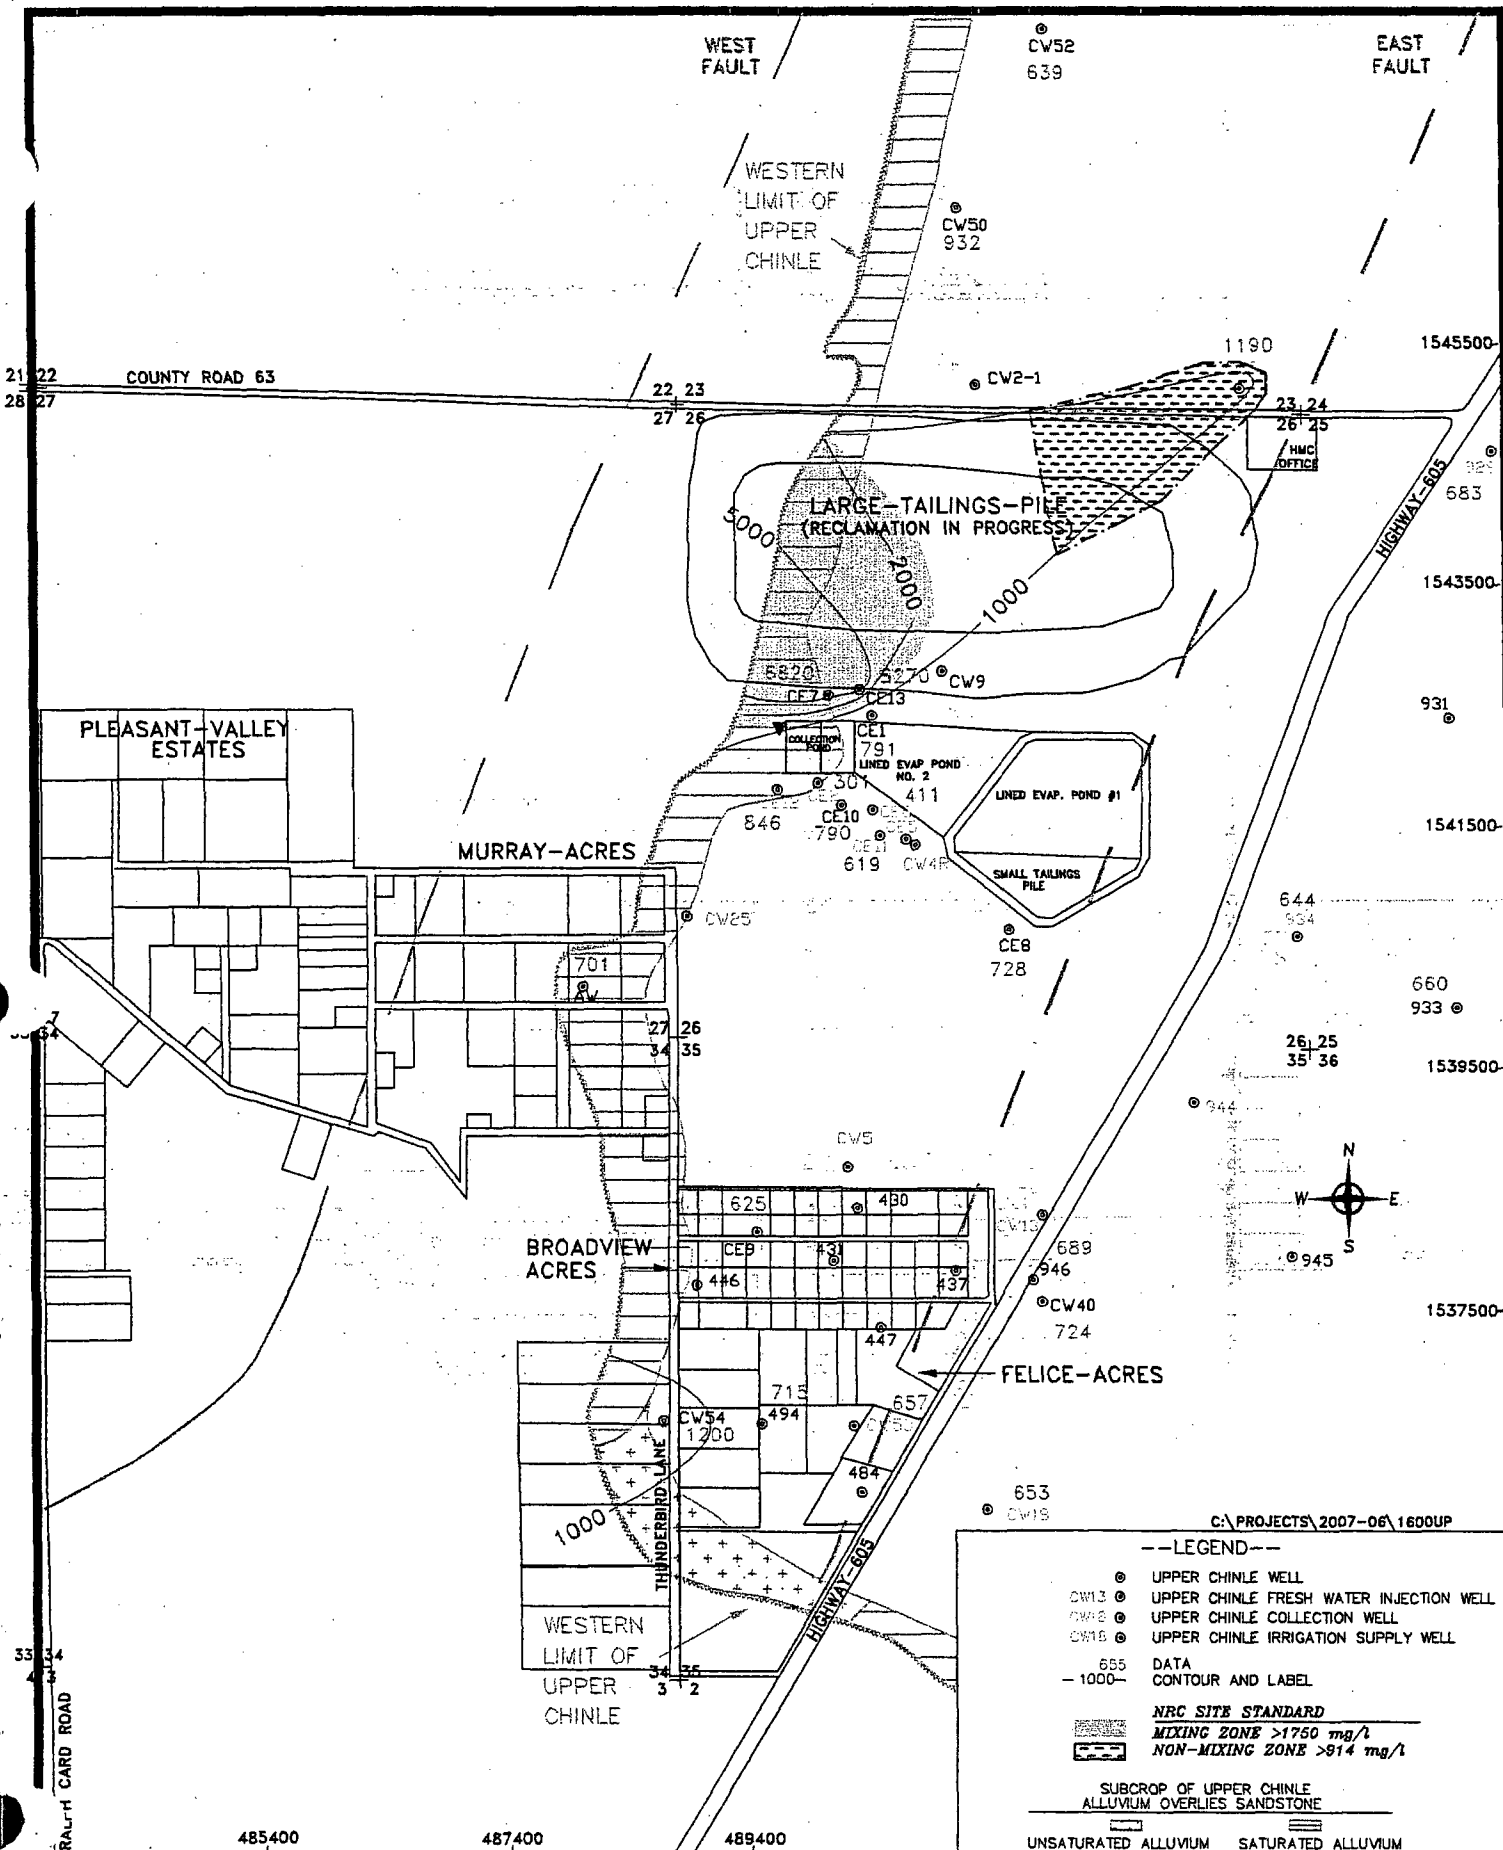 WEST
FAULT
CW52
639
EAST
FAULT
WESTERN
LIMIT OF
UPPER
CHINLE
CW50
932
1190
1545500
21 22
28 27
COUNTY ROAD 63
22 23
27 26
CW2-1
23 24
26 25
HMC
OFFICE
683
HIGHWAY-605
LARGE-TAILINGS-PILE
(RECLAMATION IN PROGRESS)
5000
2000
1000
1543500
6820
5270
CW9
CE7
CE13
931
PLEASANT-VALLEY
ESTATES
COLLECTION
POND
CE1
791
LINED EVAP POND
NO. 2
301
411
LINED EVAP. POND #1
846
CE10
790
CE11
619
CW4R
1541500
MURRAY-ACRES
SMALL TAILINGS
PILE
644
934
CW25
CE8
728
701
AW
660
933
34
27 26
34 35
26 25
35 36
1539500
944
CW5
N
W
E
S
625
430
CW13
BROADVIEW
ACRES
CE9
431
689
446
437
946
945
CW40
724
1537500
447
FELICE-ACRES
715
657
CW54
494
1200
484
THUNDERBIRD LANE
1000
653
CW18
HIGHWAY-605
WESTERN
LIMIT OF
UPPER
CHINLE
33 34
34 35
3 2
RALPH CARD ROAD
485400
487400
489400
C:\PROJECTS\2007-06\1600UP
--LEGEND--
UPPER CHINLE WELL
CW13 UPPER CHINLE FRESH WATER INJECTION WELL
UPPER CHINLE COLLECTION WELL
CW18 UPPER CHINLE IRRIGATION SUPPLY WELL
655 DATA
-1000- CONTOUR AND LABEL
NRC SITE STANDARD
MIXING ZONE >1750 mg/l
NON-MIXING ZONE >914 mg/l
SUBCROP OF UPPER CHINLE
ALLUVIUM OVERLIES SANDSTONE
UNSATURATED ALLUVIUM SATURATED ALLUVIUM